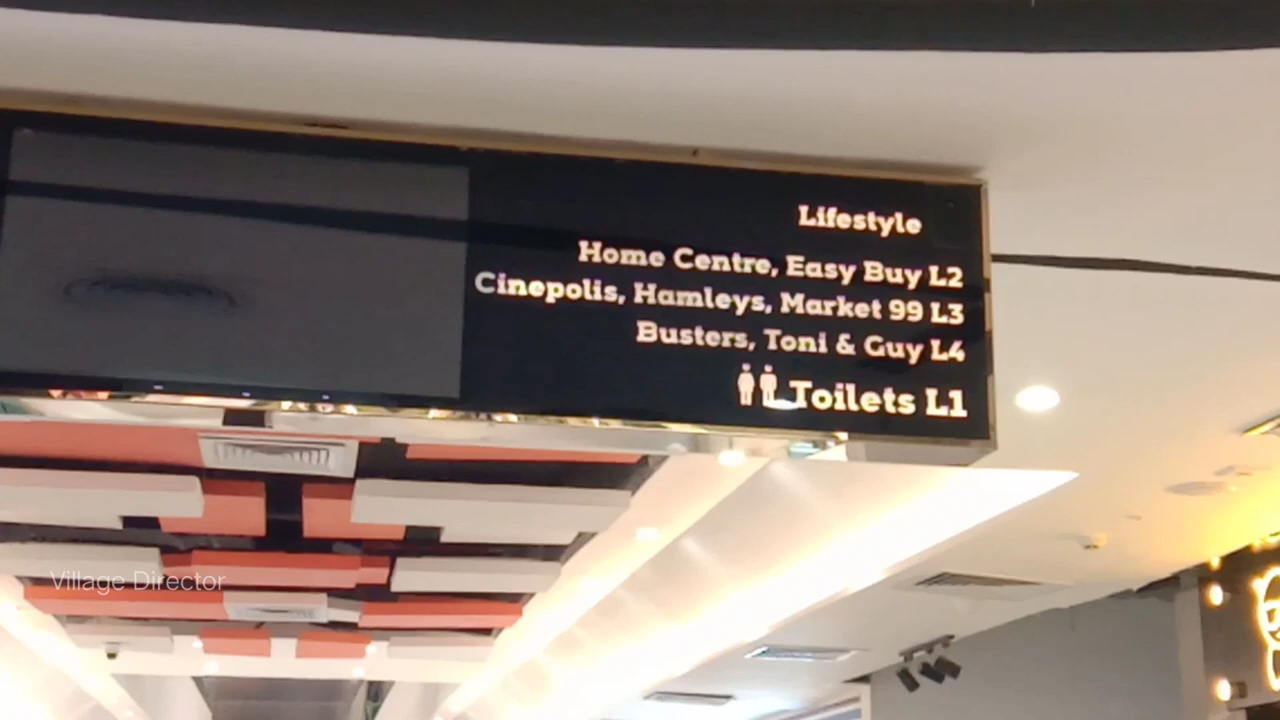 Lifestyle
Home Centre, Easy Buy L2
Cinepolis, Hamleys, Market 99 L3
Busters, Toni & Guy L4
Toilets L1
Village Director